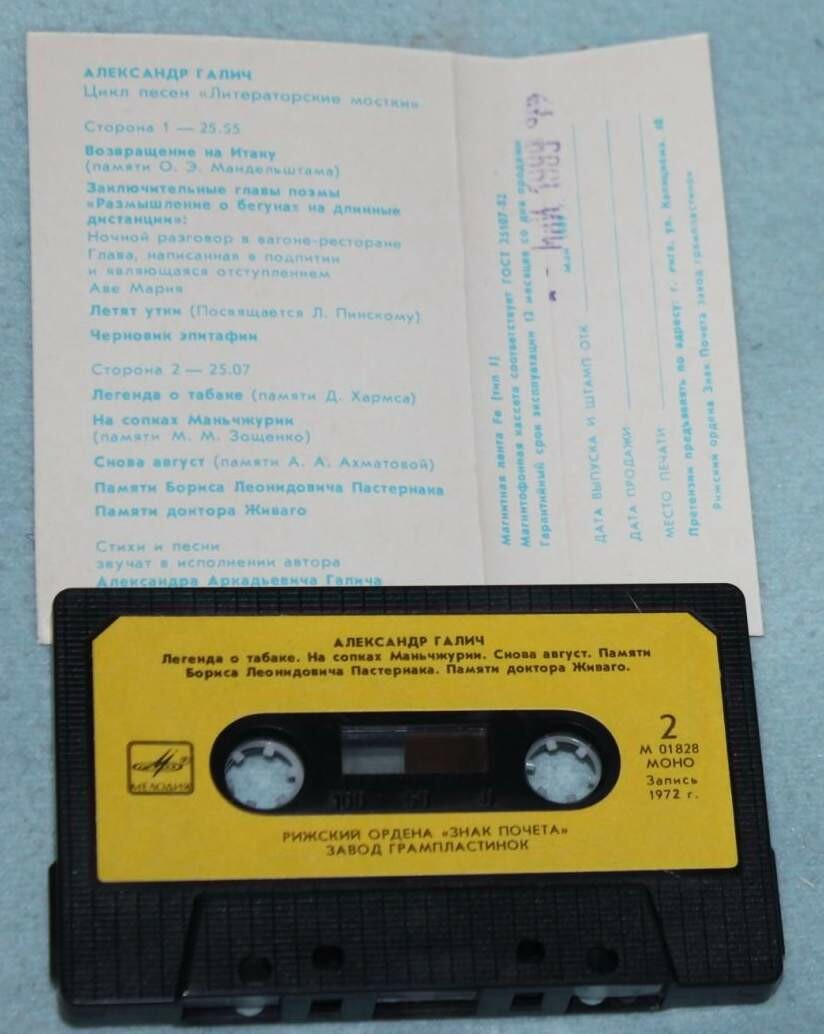 АЛЕКСАНДР ГАЛИЧ
Цикл песен «Литераторские мостки»
Сторона 1 — 25.55
Возвращение на Итаку
(памяти О. Э. Мандельштама)
Заключительные главы поэмы
«Размышление о бегунах на длинные
дистанции»:
Ночной разговор в вагоне-ресторане
Глава, написанная в подпитии
и являющаяся отступлением
Аве Мария
Летят утки (Посвящается Л. Пинскому)
Черновик эпитафии
Сторона 2 — 25.07
Легенда о табаке (памяти Д. Хармса)
На сопках Маньчжурии
(памяти М. М. Зощенко)
Снова август (памяти А. А. Ахматовой)
Памяти Бориса Леонидовича Пастернака
Памяти доктора Живаго
Стихи и песни
звучат в исполнении автора
Александра Аркадьевича Галича
Магнитная лента Fe [тип I]
Магнитофонная кассета соответствует ГОСТ 25107-82
Гарантийный срок эксплуатации 12 месяцев со дня продажи
ДАТА ВЫПУСКА И ШТАМП ОТК
ДАТА ПРОДАЖИ
МЕСТО ПЕЧАТИ
Претензии предъявлять по адресу: г. Рига, ул.
Рижский ордена Знак Почета завод грампластинок
АЛЕКСАНДР ГАЛИЧ
Легенда о табаке. На сопках Маньчжурии. Снова август. Памяти
Бориса Леонидовича Пастернака. Памяти доктора Живаго.
2
М 01828
МОНО
Запись
1972 г.
МЕЛОДИЯ
100 50 0
РИЖСКИЙ ОРДЕНА «ЗНАК ПОЧЕТА»
ЗАВОД ГРАМПЛАСТИНОК